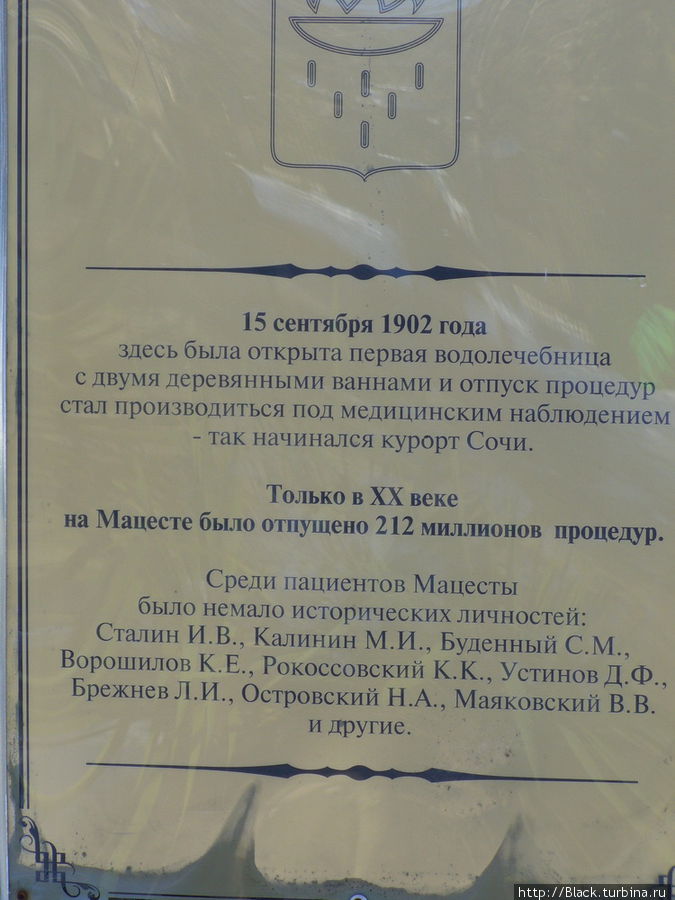 15 сентября 1902 года
здесь была открыта первая водолечебница
с двумя деревянными ваннами и отпуск процедур
стал производиться под медицинским наблюдением
- так начинался курорт Сочи.
Только в XX веке
на Мацесте было отпущено 212 миллионов процедур.
Среди пациентов Мацесты
было немало исторических личностей:
Сталин И.В., Калинин М.И., Буденный С.М.,
Ворошилов К.Е., Рокоссовский К.К., Устинов Д.Ф.,
Брежнев Л.И., Островский Н.А., Маяковский В.В.
и другие.
http://Black.turbina.ru